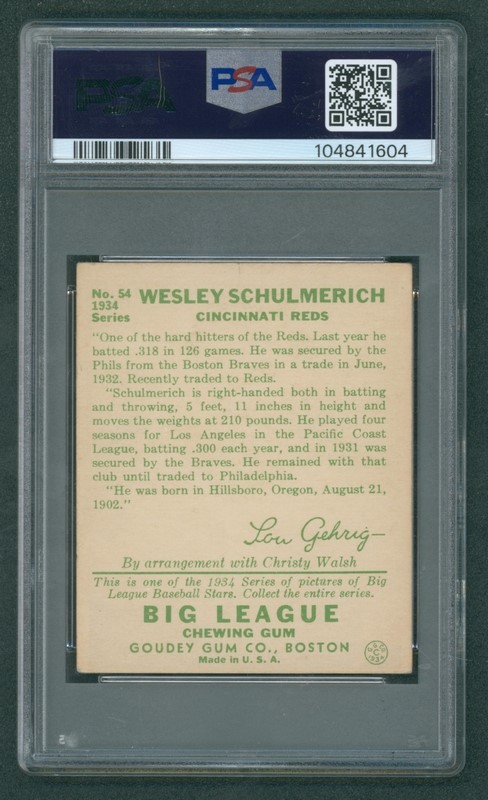 PSA
PSA
104841604
No. 54 WESLEY SCHULMERICH
1934
Series CINCINNATI REDS
"One of the hard hitters of the Reds. Last year he
batted .318 in 126 games. He was secured by the
Phils from the Boston Braves in a trade in June,
1932. Recently traded to Reds.
"Schulmerich is right-handed both in batting
and throwing, 5 feet, 11 inches in height and
moves the weights at 210 pounds. He played four
seasons for Los Angeles in the Pacific Coast
League, batting .300 each year, and in 1931 was
secured by the Braves. He remained with that
club until traded to Philadelphia.
"He was born in Hillsboro, Oregon, August 21,
1902."
Lou Gehrig
By arrangement with Christy Walsh
This is one of the 1934 Series of pictures of Big
League Baseball Stars. Collect the entire series.
BIG LEAGUE
CHEWING GUM
GOUDEY GUM CO., BOSTON
Made in U. S. A.